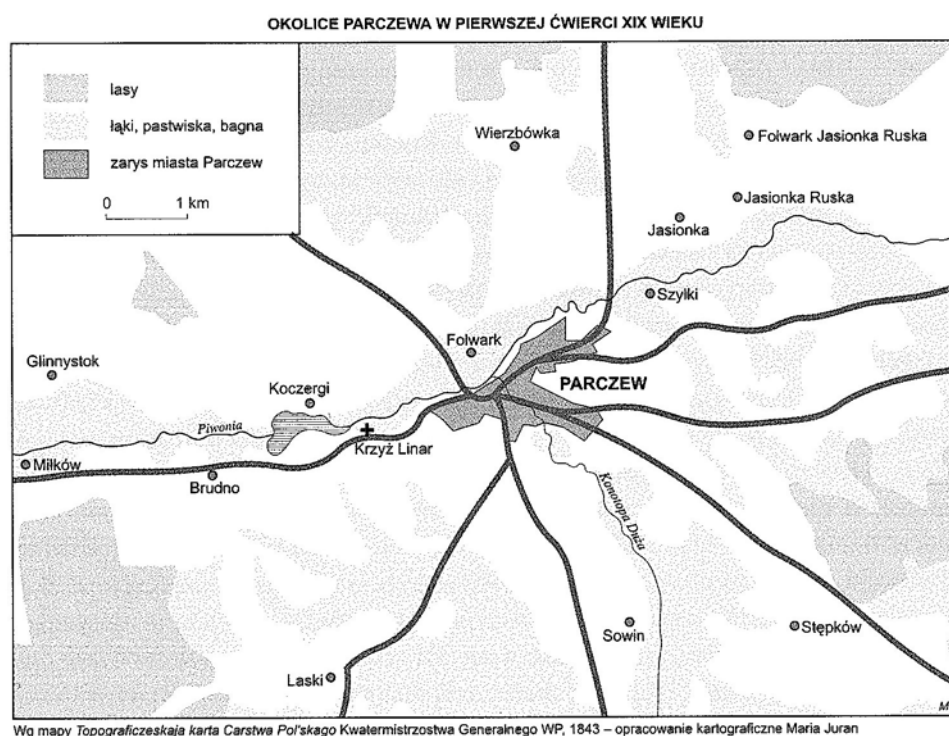 OKOLICE PARCZEWA W PIERWSZEJ ĆWIERCI XIX WIEKU
lasy
łąki, pastwiska, bagna
zarys miasta Parczew
0 1 km
Wierzbówka
Folwark Jasionka Ruska
Jasionka Ruska
Jasionka
Szylki
Folwark
Glinnystok
Koczergi
PARCZEW
Piwonia
Krzyż Linar
Miłków
Brudno
Konotopa Duża
Sowin
Stępków
Laski
M
Wg mapy Topograficzeskaja karta Carstwa Pol'skago Kwatermistrzostwa Generalnego WP, 1843 – opracowanie kartograficzne Maria Juran